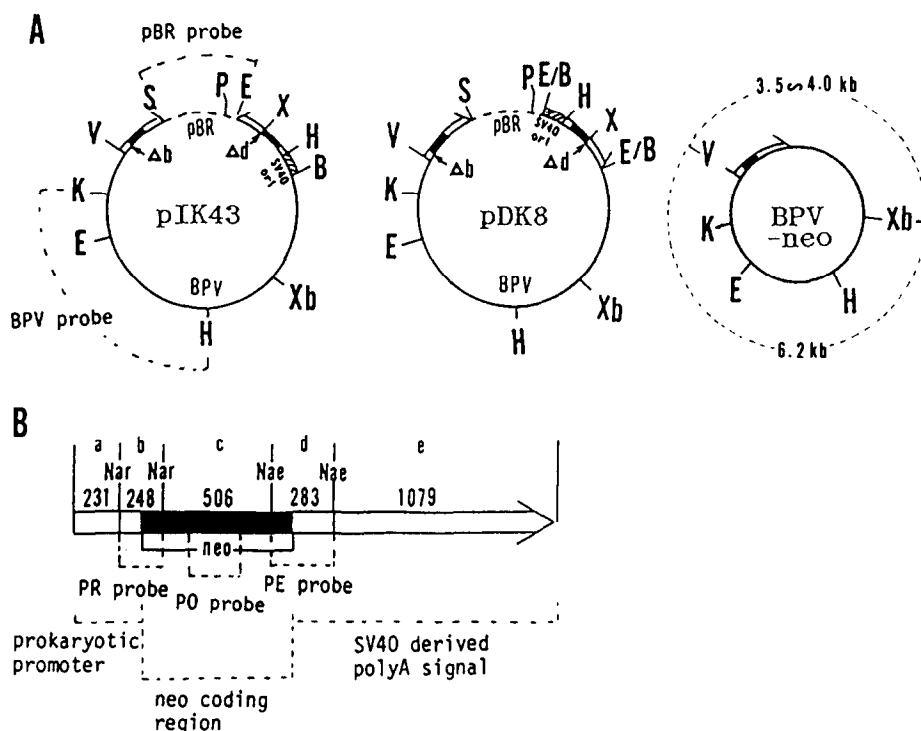 A
pBR probe
S
P
E
X
V
pBR
Δb
Δd
H
SV40
ori
B
K
pIK43
E
BPV
Xb
H
BPV probe
P
E/B
S
H
X
V
pBR
SV40
ori
Δb
Δd
E/B
K
pDK8
E
BPV
Xb
H
3.5~4.0 kb
V
K
BPV
-neo
Xb
E
H
6.2 kb
B
a b c d e
Nar Nar Nae Nae
231 248 506 283 1079
neo
PR probe
PO probe
PE probe
prokaryotic
promoter
neo coding
region
SV40 derived
polyA signal